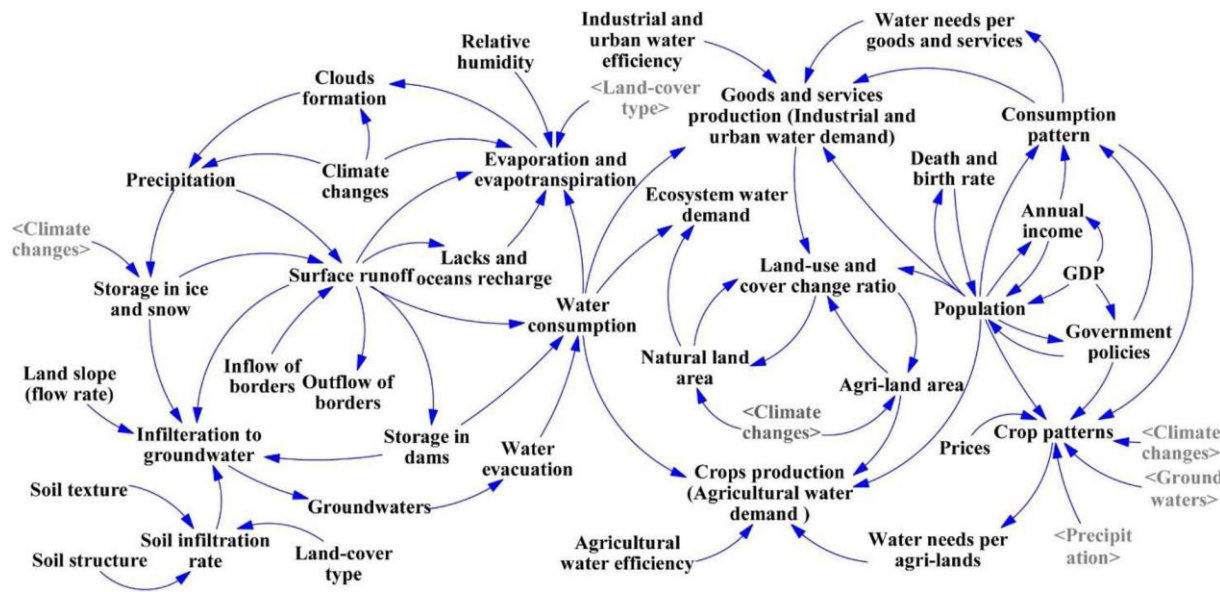 Industrial and
urban water
efficiency
Water needs per
goods and services
Relative
humidity
Clouds
formation
<Land-cover
type>
Goods and services
production (Industrial and
urban water demand)
Consumption
pattern
Precipitation
Climate
changes
Evaporation and
evapotranspiration
Death and
birth rate
Ecosystem water
demand
<Climate
changes>
Annual
income
Storage in ice
and snow
Surface runoff
Lacks and
oceans recharge
Land-use and
cover change ratio
GDP
Water
consumption
Population
Government
policies
Land slope
(flow rate)
Inflow of
borders
Outflow of
borders
Natural land
area
Agri-land area
<Climate
changes>
Infilteration to
groundwater
Storage in
dams
Water
evacuation
Prices
Crop patterns
<Climate
changes>
Crops production
(Agricultural water
demand )
<Ground
waters>
Soil texture
Groundwaters
Soil infiltration
rate
Land-cover
type
Soil structure
Agricultural
water efficiency
Water needs per
agri-lands
<Precipit
ation>